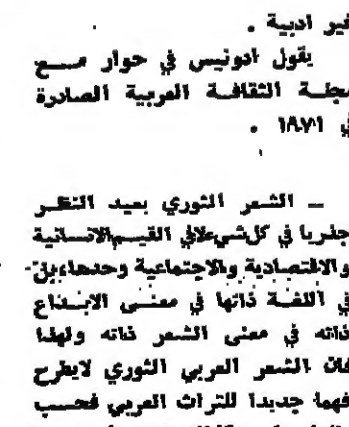 غير ادبية .
يقول ادونيس في حوار مع
مجلة الثقافة العربية الصادرة
في ١٩٧١ .
ـ الشعر الثوري يعيد النظر
جذريا في كل شيء لا في القيم الانسانية
والاقتصادية والاجتماعية وحدها، بل
في اللغة ذاتها في معنى الابداع
ذاته في معنى الشعر ذاته ولهذا
فان الشعر العربي الثوري لايطرح
فهما جديدا للتراث العربي فحسب